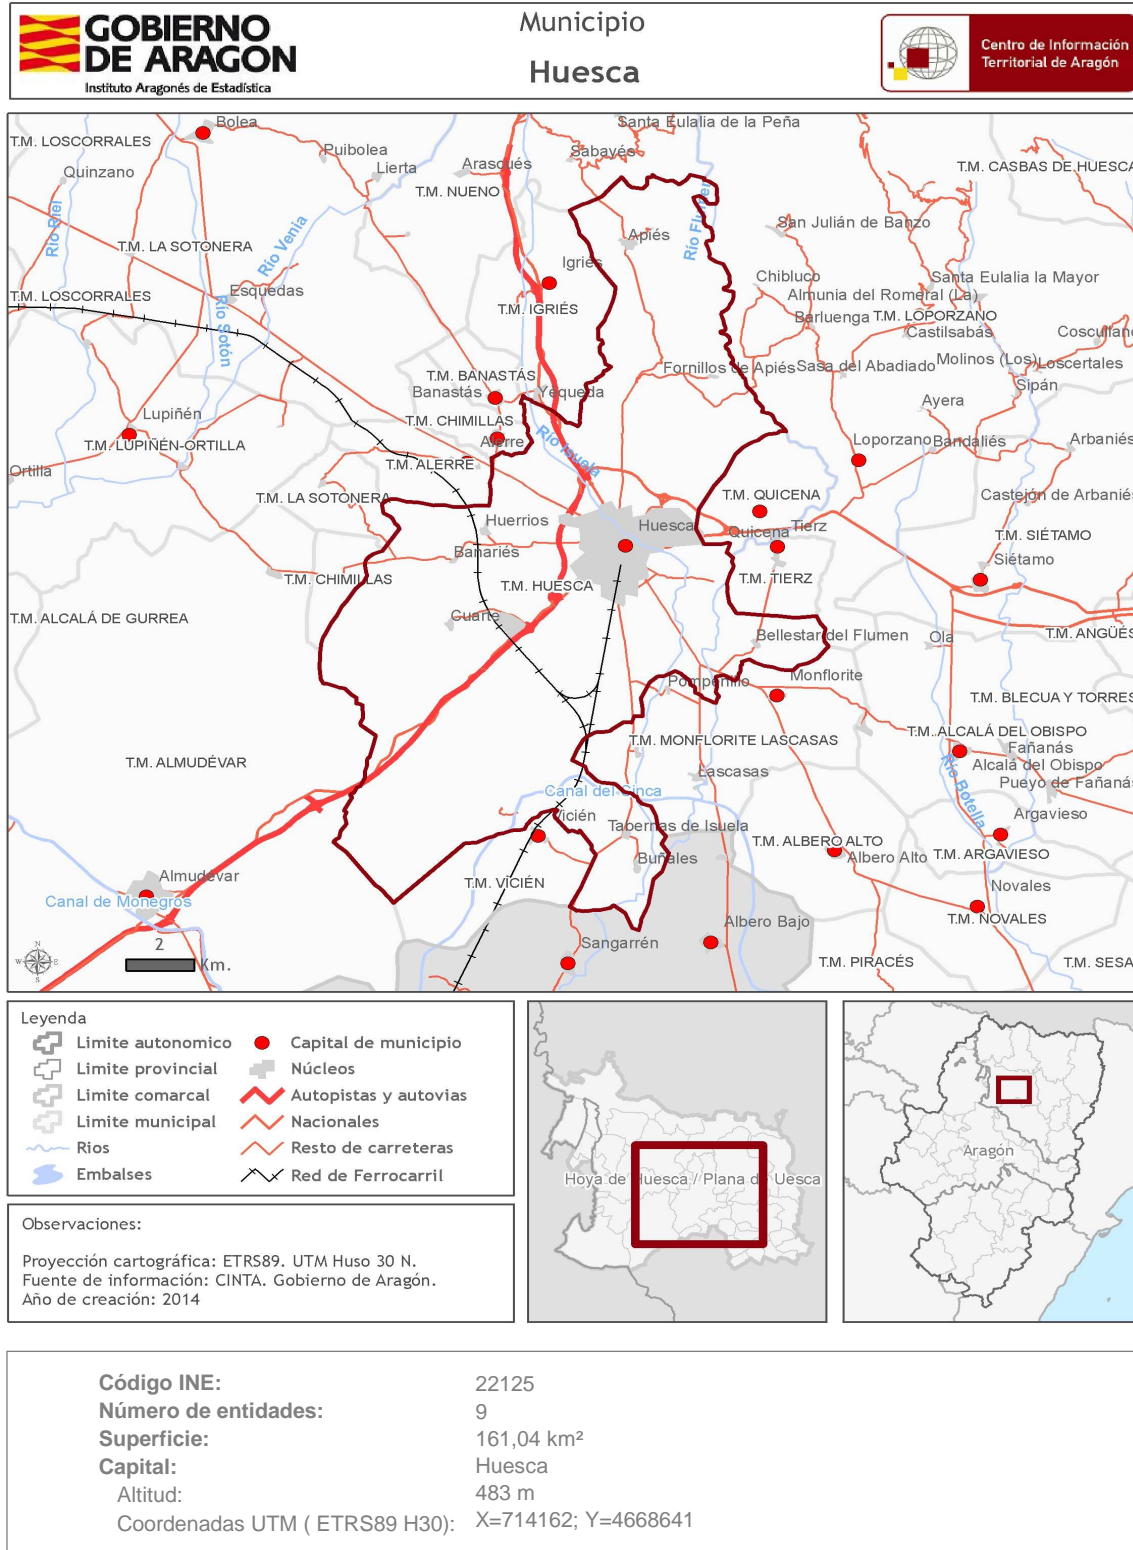 GOBIERNO
DE ARAGON
Instituto Aragonés de Estadística
Municipio
Huesca
Centro de Información
Territorial de Aragón
Bolea
Santa Eulalia de la Peña
T.M. LOSCORRALES
Puibolea
Sabayés
Quinzano
Lierta
Arasqués
T.M. CASBAS DE HUESCA
T.M. NUENO
Río Riel
Río Venia
Río Flumen
San Julián de Banzo
Apiés
T.M. LA SOTONERA
Igriés
Chibluco
Santa Eulalia la Mayor
Esquedas
T.M. LOSCORRALES
Almunia del Romeral (La)
T.M. IGRIÉS
Barluenga
T.M. LOPORZANO
Río Sotón
Castilsabás
Coscullano
T.M. BANASTÁS
Fornillos de Apiés
Sasa del Abadiado
Molinos (Los)
Loscertales
Banastás
Yéqueda
Sipán
Lupiñén
T.M. CHIMILLAS
Ayera
T.M. LUPIÑÉN-ORTILLA
Alerre
Río Isuela
Loporzano
Bandaliés
Arbaniés
Ortilla
T.M. ALERRE
T.M. LA SOTONERA
T.M. QUICENA
Castejón de Arbaniés
Huerrios
Huesca
Quicena
Tierz
T.M. SIÉTAMO
Banariés
Siétamo
T.M. CHIMILLAS
T.M. HUESCA
T.M. TIERZ
T.M. ALCALÁ DE GURREA
Cuarte
Bellestar del Flumen
Ola
T.M. ANGÜÉS
Pompenillo
Monflorite
T.M. BLECUA Y TORRES
T.M. MONFLORITE LASCASAS
T.M. ALCALÁ DEL OBISPO
Fañanás
T.M. ALMUDÉVAR
Lascasas
Alcalá del Obispo
Pueyo de Fañanás
Canal del Cinca
Río Botella
Vicién
Tabernas de Isuela
Argavieso
T.M. ALBERO ALTO
Buñales
Albero Alto
T.M. ARGAVIESO
Almudévar
T.M. VICIÉN
Novales
Canal de Monegros
Albero Bajo
T.M. NOVALES
N
W
E
S
2
Km.
Sangarrén
T.M. PIRACÉS
T.M. SESA
Leyenda
Limite autonomico
Capital de municipio
Limite provincial
Núcleos
Limite comarcal
Autopistas y autovias
Limite municipal
Nacionales
Rios
Resto de carreteras
Embalses
Red de Ferrocarril
Hoya de Huesca / Plana de Uesca
Aragón
Observaciones:
Proyección cartográfica: ETRS89. UTM Huso 30 N.
Fuente de información: CINTA. Gobierno de Aragón.
Año de creación: 2014
Código INE: 22125
Número de entidades: 9
Superficie: 161,04 km²
Capital: Huesca
Altitud: 483 m
Coordenadas UTM ( ETRS89 H30): X=714162; Y=4668641